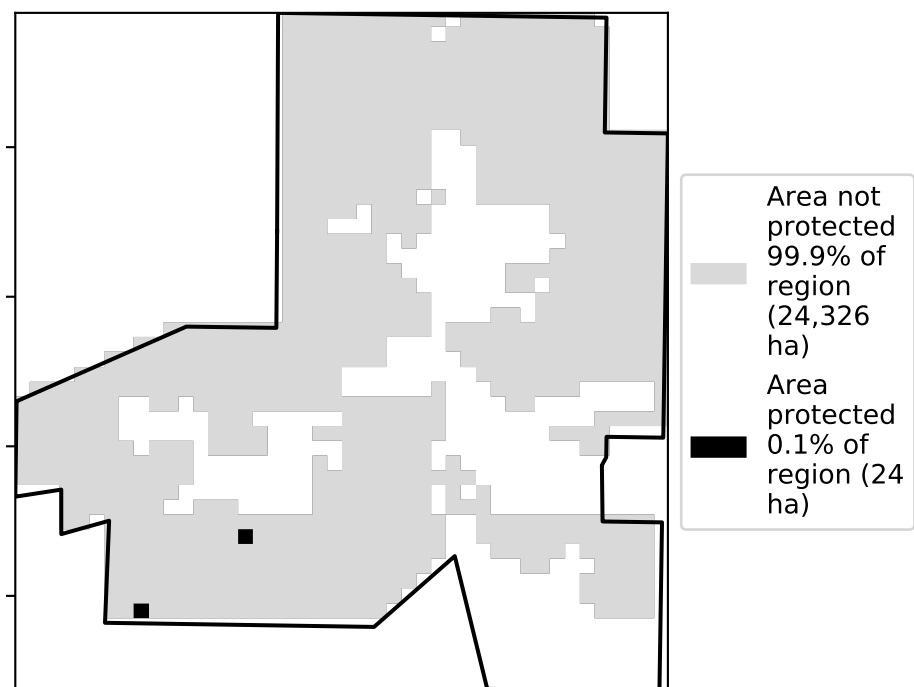 Area not
protected
99.9% of
region
(24,326
ha)
Area
protected
0.1% of
region (24
ha)